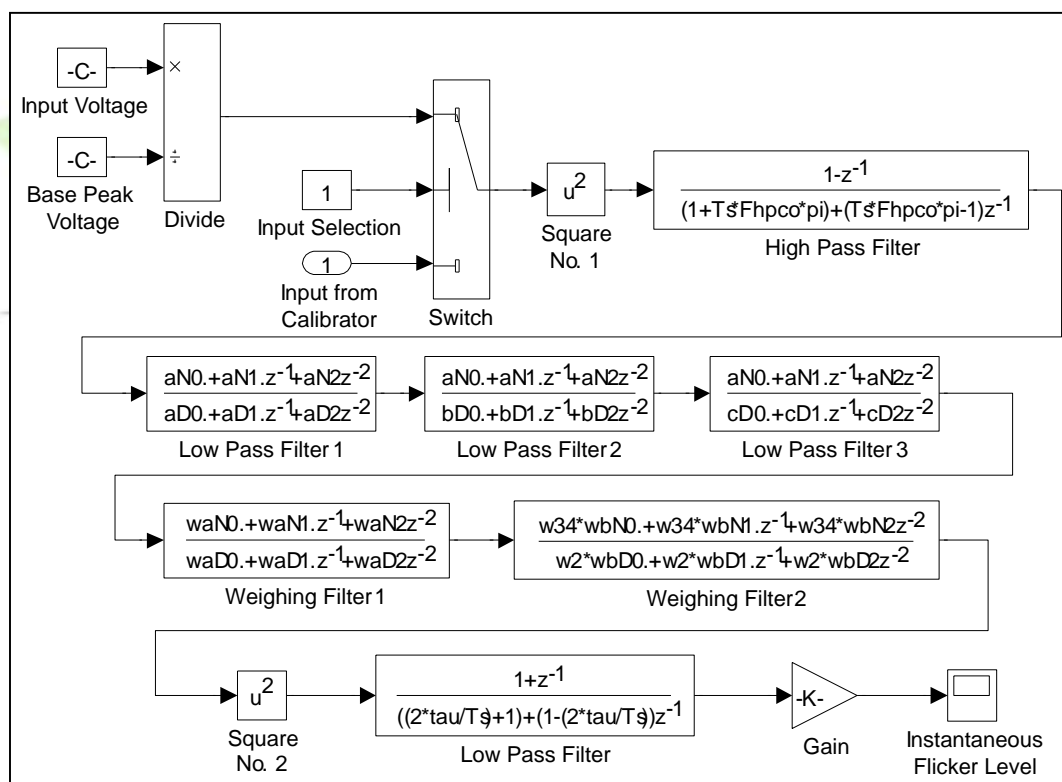 -C-
Input Voltage
-C-
Base Peak
Voltage
×
÷
Divide
1
Input Selection
1
Input from
Calibrator
Switch
u²
Square
No. 1
1-z⁻¹
(1+Ts*Fhpco*pi)+(Ts*Fhpco*pi-1)z⁻¹
High Pass Filter
aN0.+aN1.z⁻¹+aN2z⁻²
aD0.+aD1.z⁻¹+aD2z⁻²
Low Pass Filter 1
aN0.+aN1.z⁻¹+aN2z⁻²
bD0.+bD1.z⁻¹+bD2z⁻²
Low Pass Filter 2
aN0.+aN1.z⁻¹+aN2z⁻²
cD0.+cD1.z⁻¹+cD2z⁻²
Low Pass Filter 3
waN0.+waN1.z⁻¹+waN2z⁻²
waD0.+waD1.z⁻¹+waD2z⁻²
Weighing Filter 1
w34*wbN0.+w34*wbN1.z⁻¹+w34*wbN2z⁻²
w2*wbD0.+w2*wbD1.z⁻¹+w2*wbD2z⁻²
Weighing Filter 2
u²
Square
No. 2
1+z⁻¹
((2*tau/Ts)+1)+(1-(2*tau/Ts))z⁻¹
Low Pass Filter
-K-
Gain
Instantaneous
Flicker Level